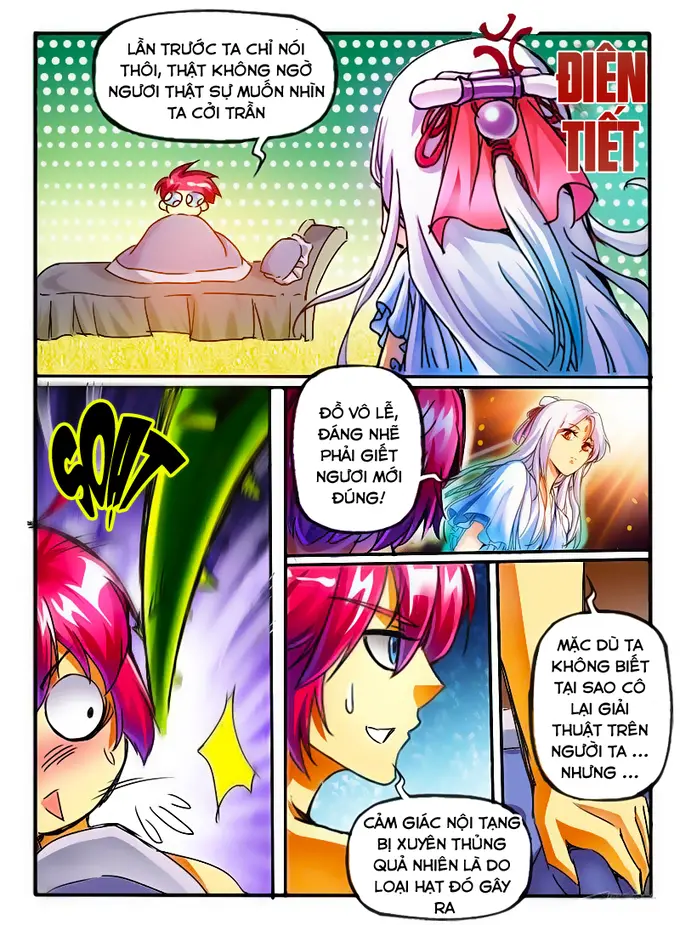 LẦN TRƯỚC TA CHỈ NÓI
THÔI, THẬT KHÔNG NGỜ
NGƯƠI THẬT SỰ MUỐN NHÌN
TA CỞI TRẦN
ĐIÊN
TIẾT
SOẠT
ĐỒ VÔ LỄ,
ĐÁNG NHẼ
PHẢI GIẾT
NGƯƠI MỚI
ĐÚNG!
MẶC DÙ TA
KHÔNG BIẾT
TẠI SAO CÔ
LẠI GIẢI
THUẬT TRÊN
NGƯỜI TA ...
NHƯNG ...
CẢM GIÁC NỘI TẠNG
BỊ XUYÊN THỦNG
QUẢ NHIÊN LÀ DO
LOẠI HẠT ĐÓ GÂY
RA